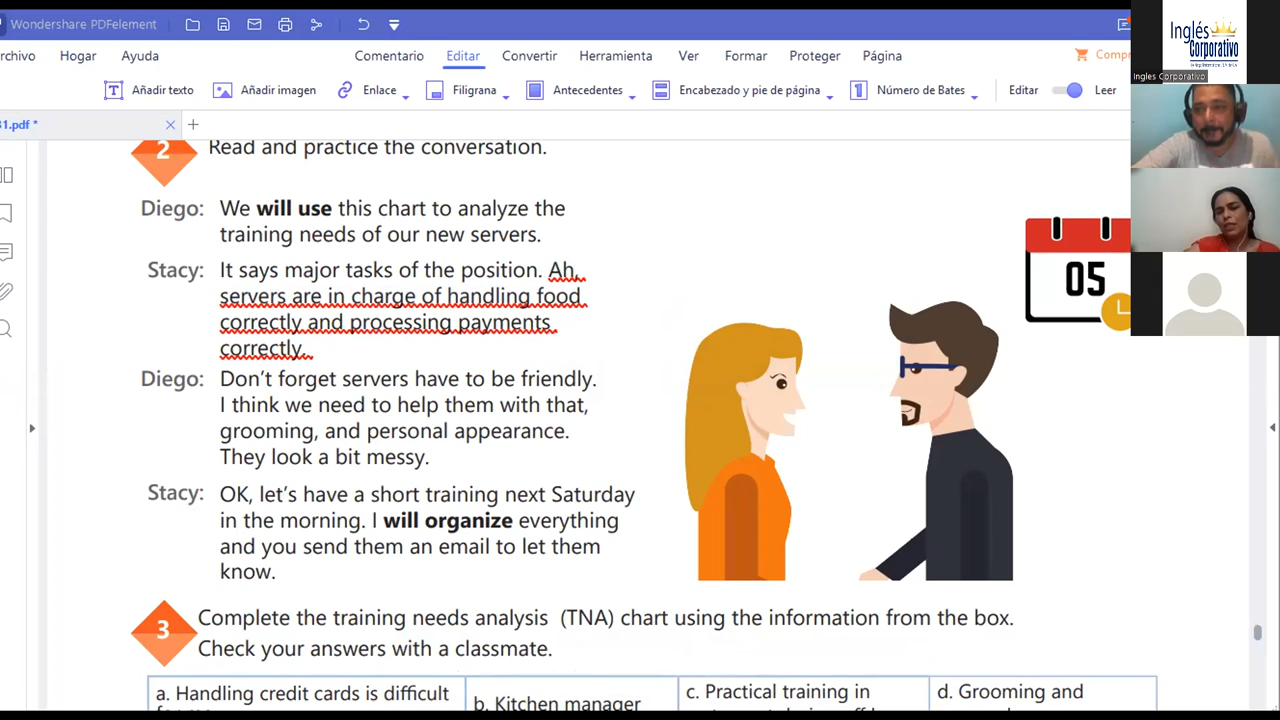 Wondershare PDFelement
rchivo Hogar Ayuda Comentario Editar Convertir Herramienta Ver Formar Proteger Página Compr
Añadir texto Añadir imagen Enlace Filigrana Antecedentes Encabezado y pie de página Número de Bates Editar Leer
31.pdf *
Inglés
Corporativo
Ingles Corporativo
2 Read and practice the conversation.
Diego: We will use this chart to analyze the
training needs of our new servers.
Stacy: It says major tasks of the position. Ah,
servers are in charge of handling food
correctly and processing payments
correctly.
Diego: Don't forget servers have to be friendly.
I think we need to help them with that,
grooming, and personal appearance.
They look a bit messy.
Stacy: OK, let's have a short training next Saturday
in the morning. I will organize everything
and you send them an email to let them
know.
05
3 Complete the training needs analysis (TNA) chart using the information from the box.
Check your answers with a classmate.
a. Handling credit cards is difficult
b. Kitchen manager
c. Practical training in
d. Grooming and